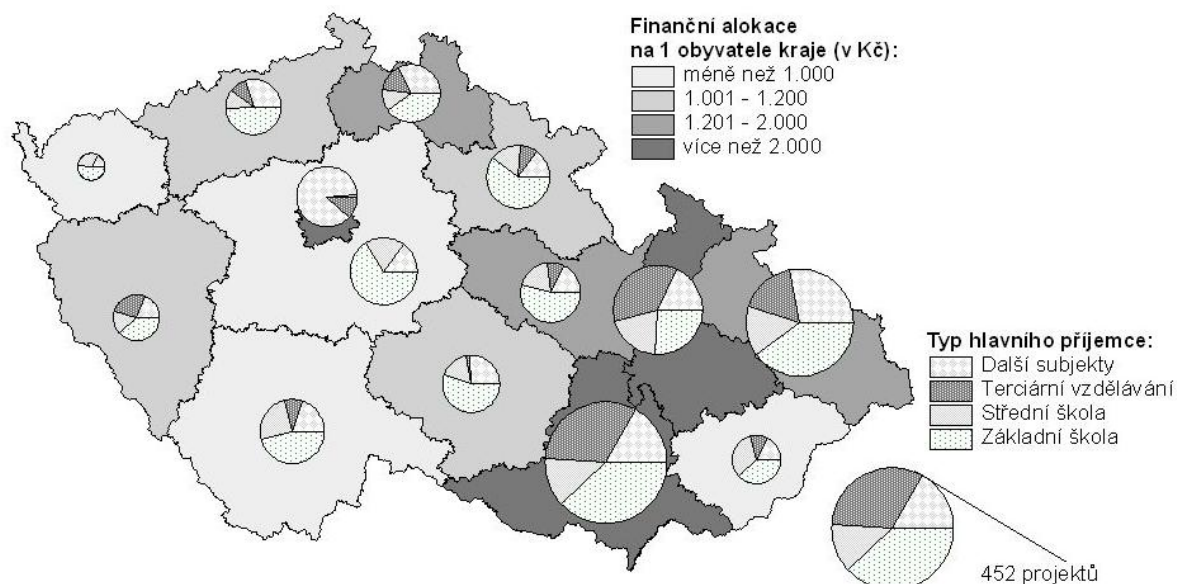 Finanční alokace
na 1 obyvatele kraje (v Kč):
méně než 1.000
1.001 - 1.200
1.201 - 2.000
více než 2.000
Typ hlavního příjemce:
Další subjekty
Terciární vzdělávání
Střední škola
Základní škola
452 projektů